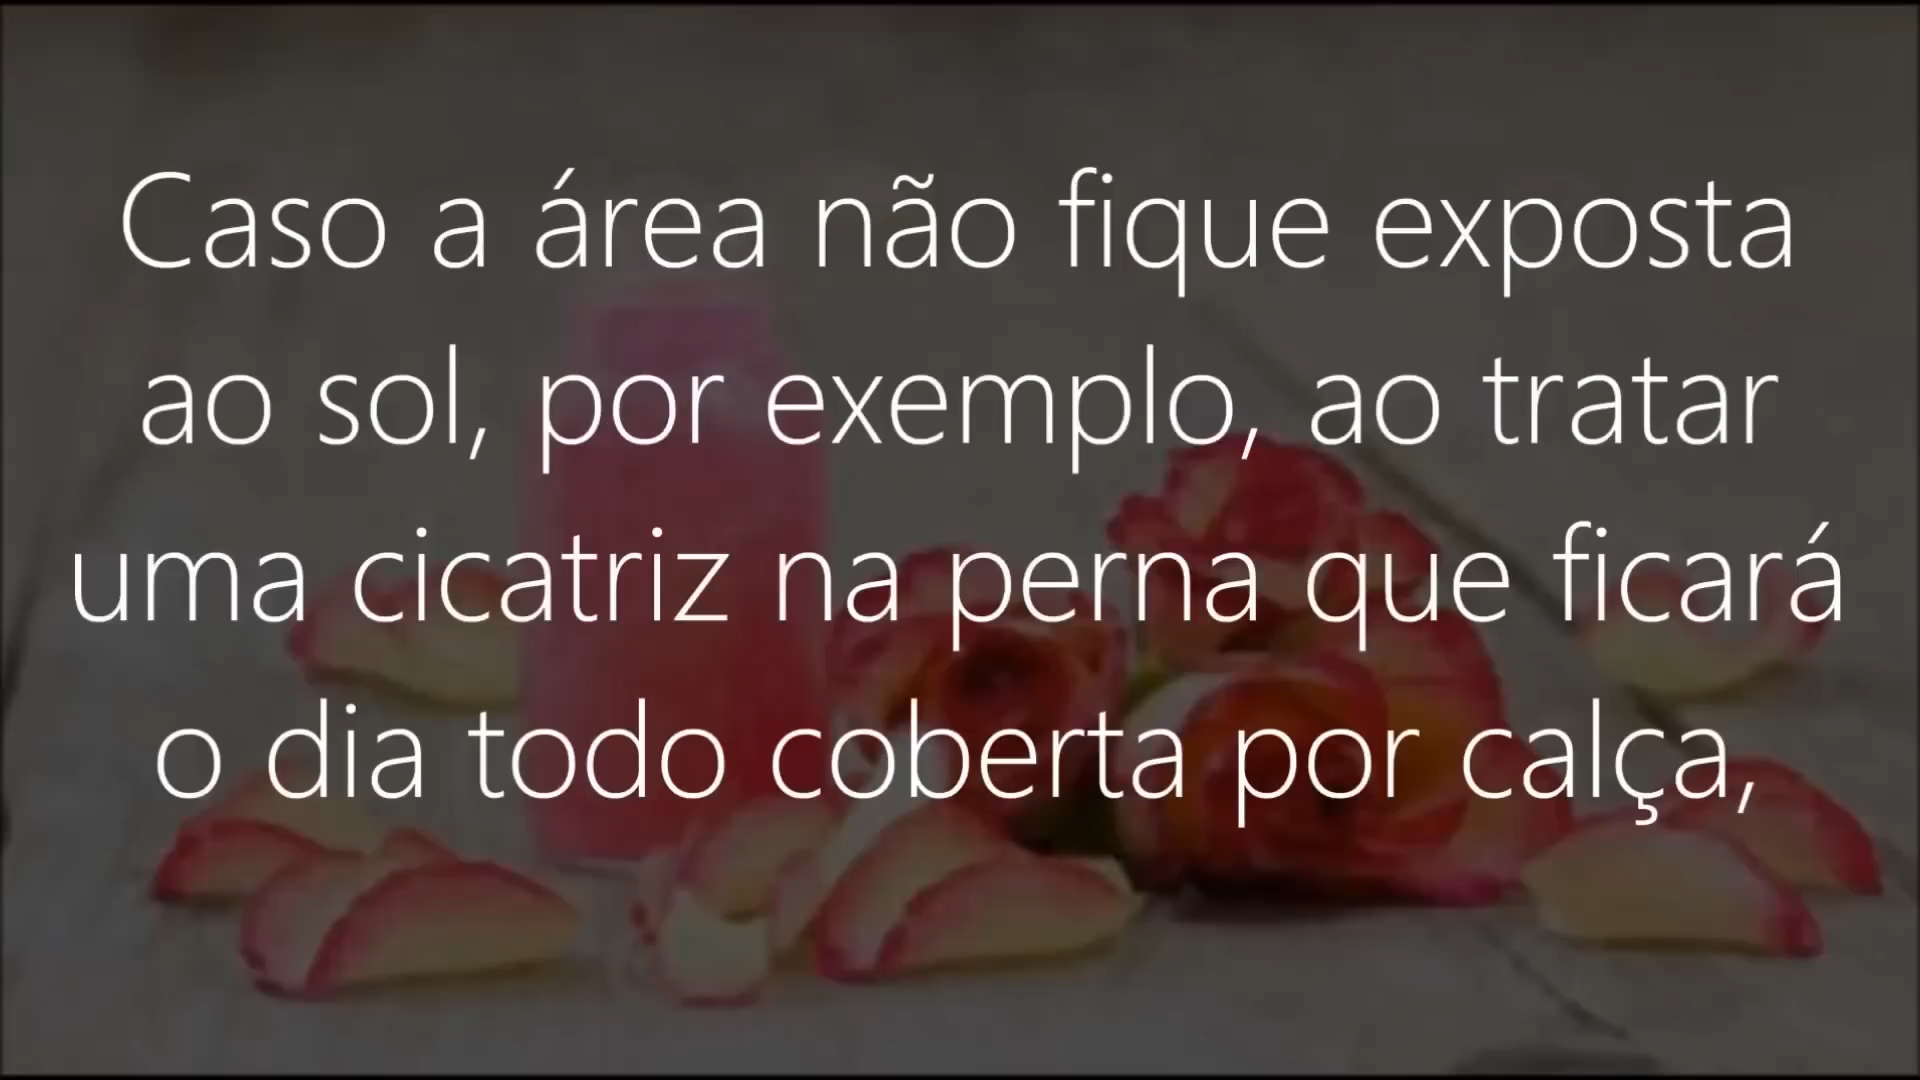 Caso a área não fique exposta
ao sol, por exemplo, ao tratar
uma cicatriz na perna que ficará
o dia todo coberta por calça,